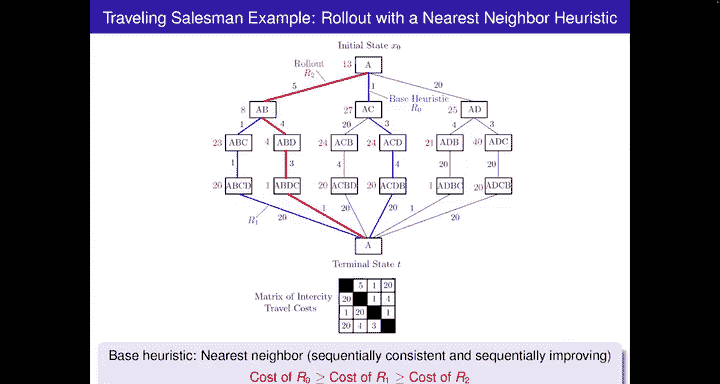 Traveling Salesman Example: Rollout with a Nearest Neighbor Heuristic
Initial State x₀
13 A
Rollout
R₂
5 1 20
Base Heuristic
R₀
8 AB 27 AC 25 AD
1 4 20 3 4 3
23 ABC 4 ABD 24 ACB 24 ACD 21 ADB 40 ADC
1 3 4 4 20 20
20 ABCD 1 ABDC 20 ACBD 20 ACDB 1 ADBC 20 ADCB
R₁ 20 1 20 20 1 20
A
Terminal State t
Matrix of Intercity
Travel Costs
5 1 20
20 1 4
1 20 1
20 4 3
Base heuristic: Nearest neighbor (sequentially consistent and sequentially improving)
Cost of R₀ ≥ Cost of R₁ ≥ Cost of R₂